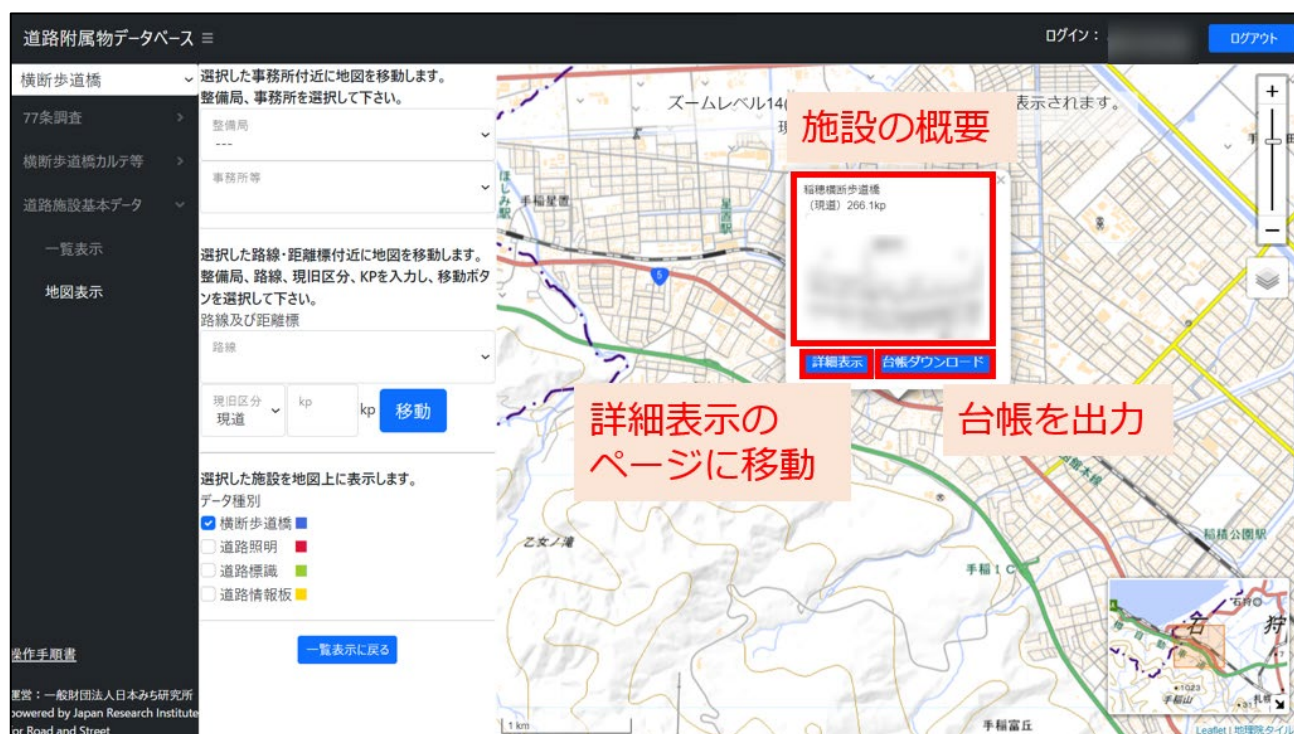 道路附属物データベース
ログイン：
ログアウト
横断歩道橋
77条調査
横断歩道橋カルテ等
道路施設基本データ
一覧表示
地図表示
操作手順書
運営：一般財団法人日本みち研究所
powered by Japan Research Institute
for Road and Street
選択した事務所付近に地図を移動します。
整備局、事務所を選択して下さい。
整備局
---
事務所等
選択した路線・距離標付近に地図を移動します。
整備局、路線、現旧区分、KPを入力し、移動ボタ
ンを選択して下さい。
路線及び距離標
路線
現旧区分
現道
kp
kp
移動
選択した施設を地図上に表示します。
データ種別
横断歩道橋
道路照明
道路標識
道路情報板
一覧表示に戻る
ズームレベル14(
表示されます。
現
施設の概要
稲穂横断歩道橋
（現道）266.1kp
詳細表示
台帳ダウンロード
詳細表示の
ページに移動
台帳を出力
ほしみ駅
手稲星置
星置駅
5
乙女ノ滝
手稲１Ｃ
函館本線
稲積公園駅
手稲富丘
1 km
+
−
石狩
石狩
札幌
手稲山
1023
Leaflet | 地理院タイル